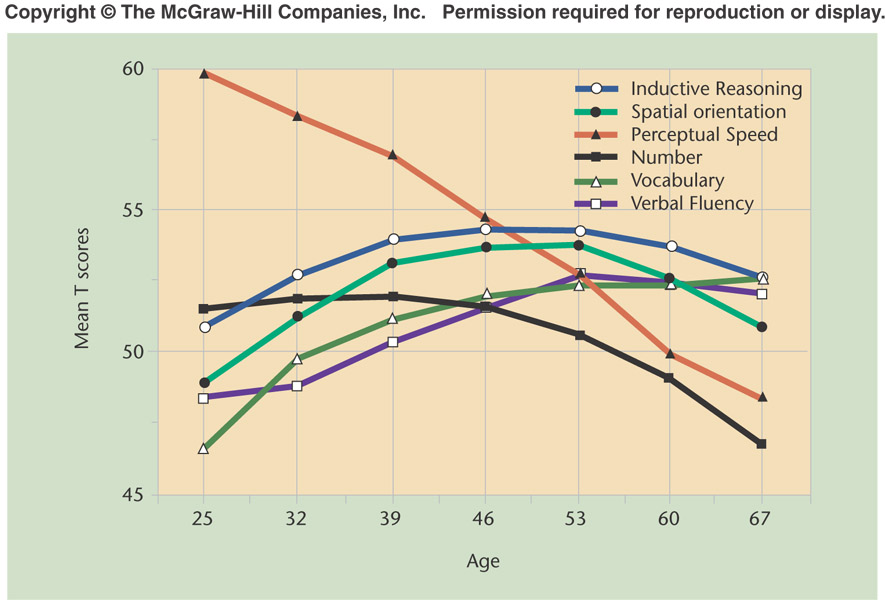 Copyright © The McGraw-Hill Companies, Inc. Permission required for reproduction or display.
60
55
50
45
Mean T scores
Inductive Reasoning
Spatial orientation
Perceptual Speed
Number
Vocabulary
Verbal Fluency
25 32 39 46 53 60 67
Age